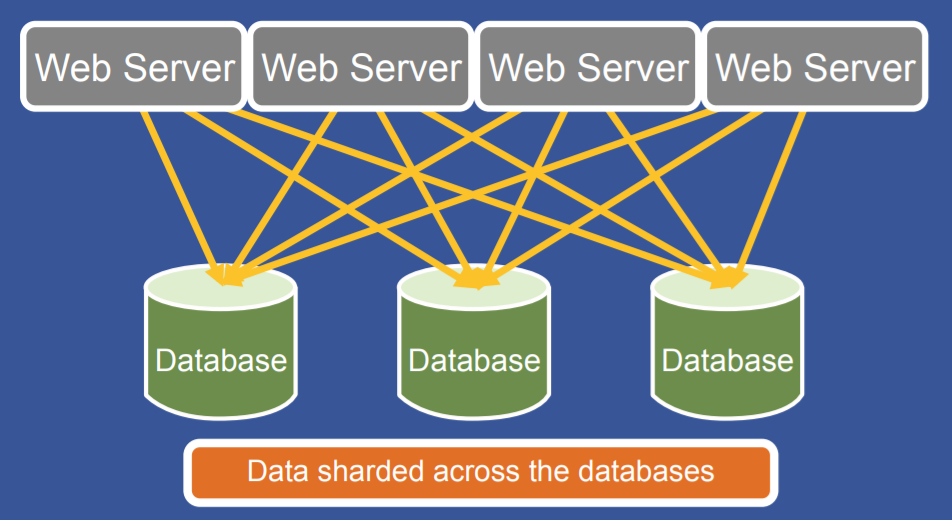 Web Server Web Server Web Server Web Server
Database Database Database
Data sharded across the databases